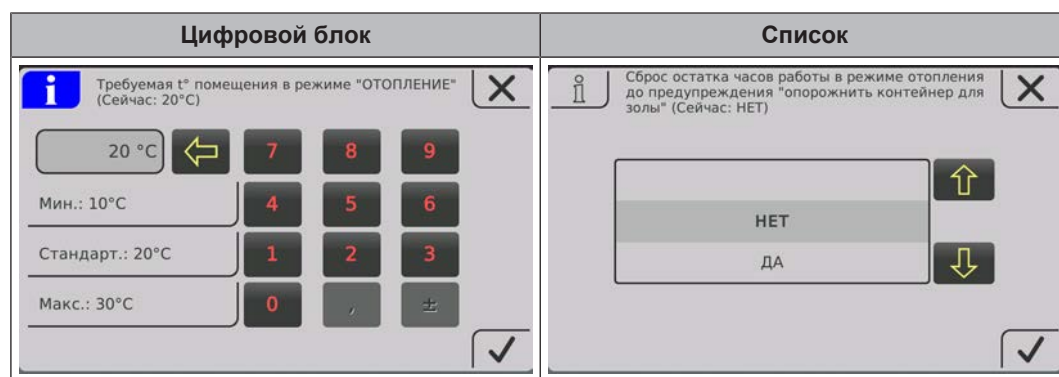 Цифровой блок
Список
i
Требуемая t° помещения в режиме "ОТОПЛЕНИЕ"
(Сейчас: 20°C)
20 °C
7 8 9
Мин.: 10°C
4 5 6
Стандарт.: 20°C
1 2 3
Макс.: 30°C
0 , ±
i
Сброс остатка часов работы в режиме отопления
до предупреждения "опорожнить контейнер для
золы" (Сейчас: НЕТ)
НЕТ
ДА